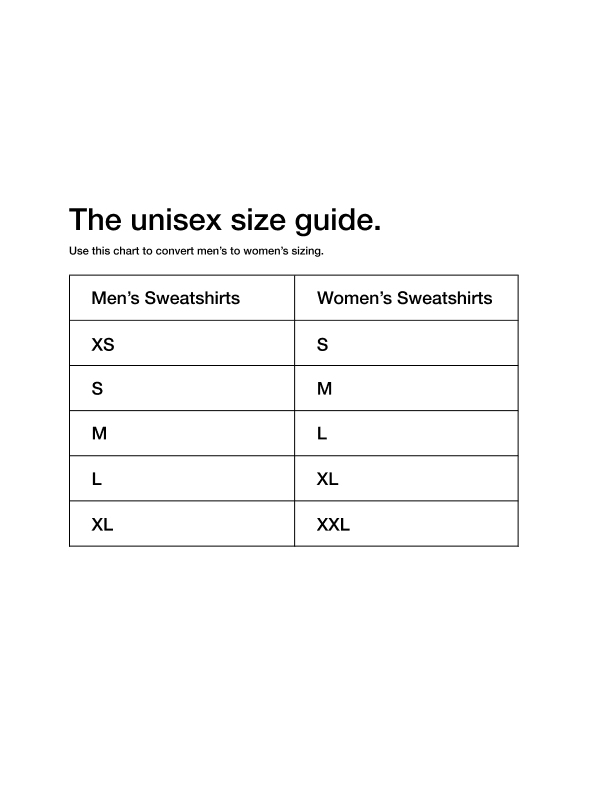 The unisex size guide.
Use this chart to convert men’s to women’s sizing.
Men’s Sweatshirts Women’s Sweatshirts
XS S
S M
M L
L XL
XL XXL